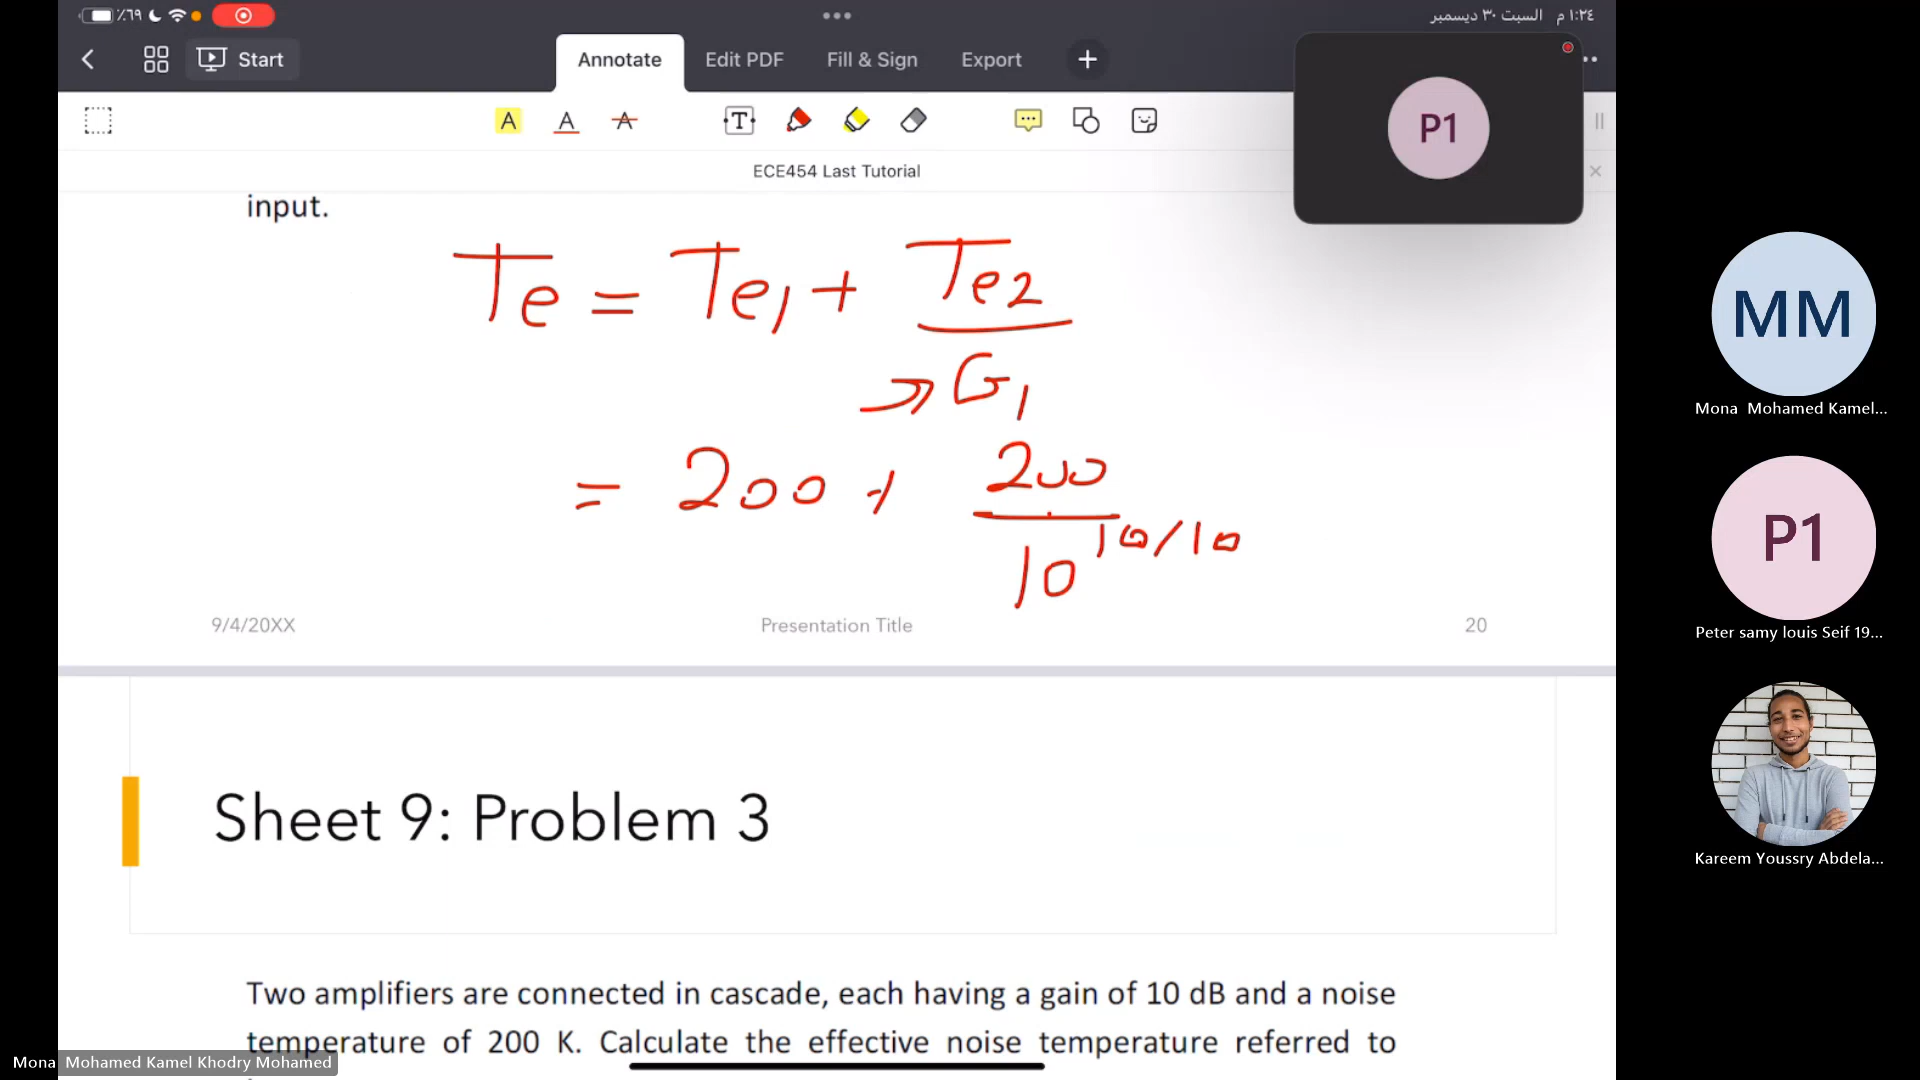 ٪٦٩
١:٢٤ م السبت ٣٠ ديسمبر
Start
Annotate
Edit PDF
Fill & Sign
Export
A A A T
ECE454 Last Tutorial
input.
Te = Te1 + Te2
→ G1
= 200 + 200
10^10/10
9/4/20XX
Presentation Title
20
Sheet 9: Problem 3
Two amplifiers are connected in cascade, each having a gain of 10 dB and a noise
temperature of 200 K. Calculate the effective noise temperature referred to
Mona Mohamed Kamel Khodry Mohamed
P1
MM
Mona Mohamed Kamel...
P1
Peter samy louis Seif 19...
Kareem Youssry Abdela...